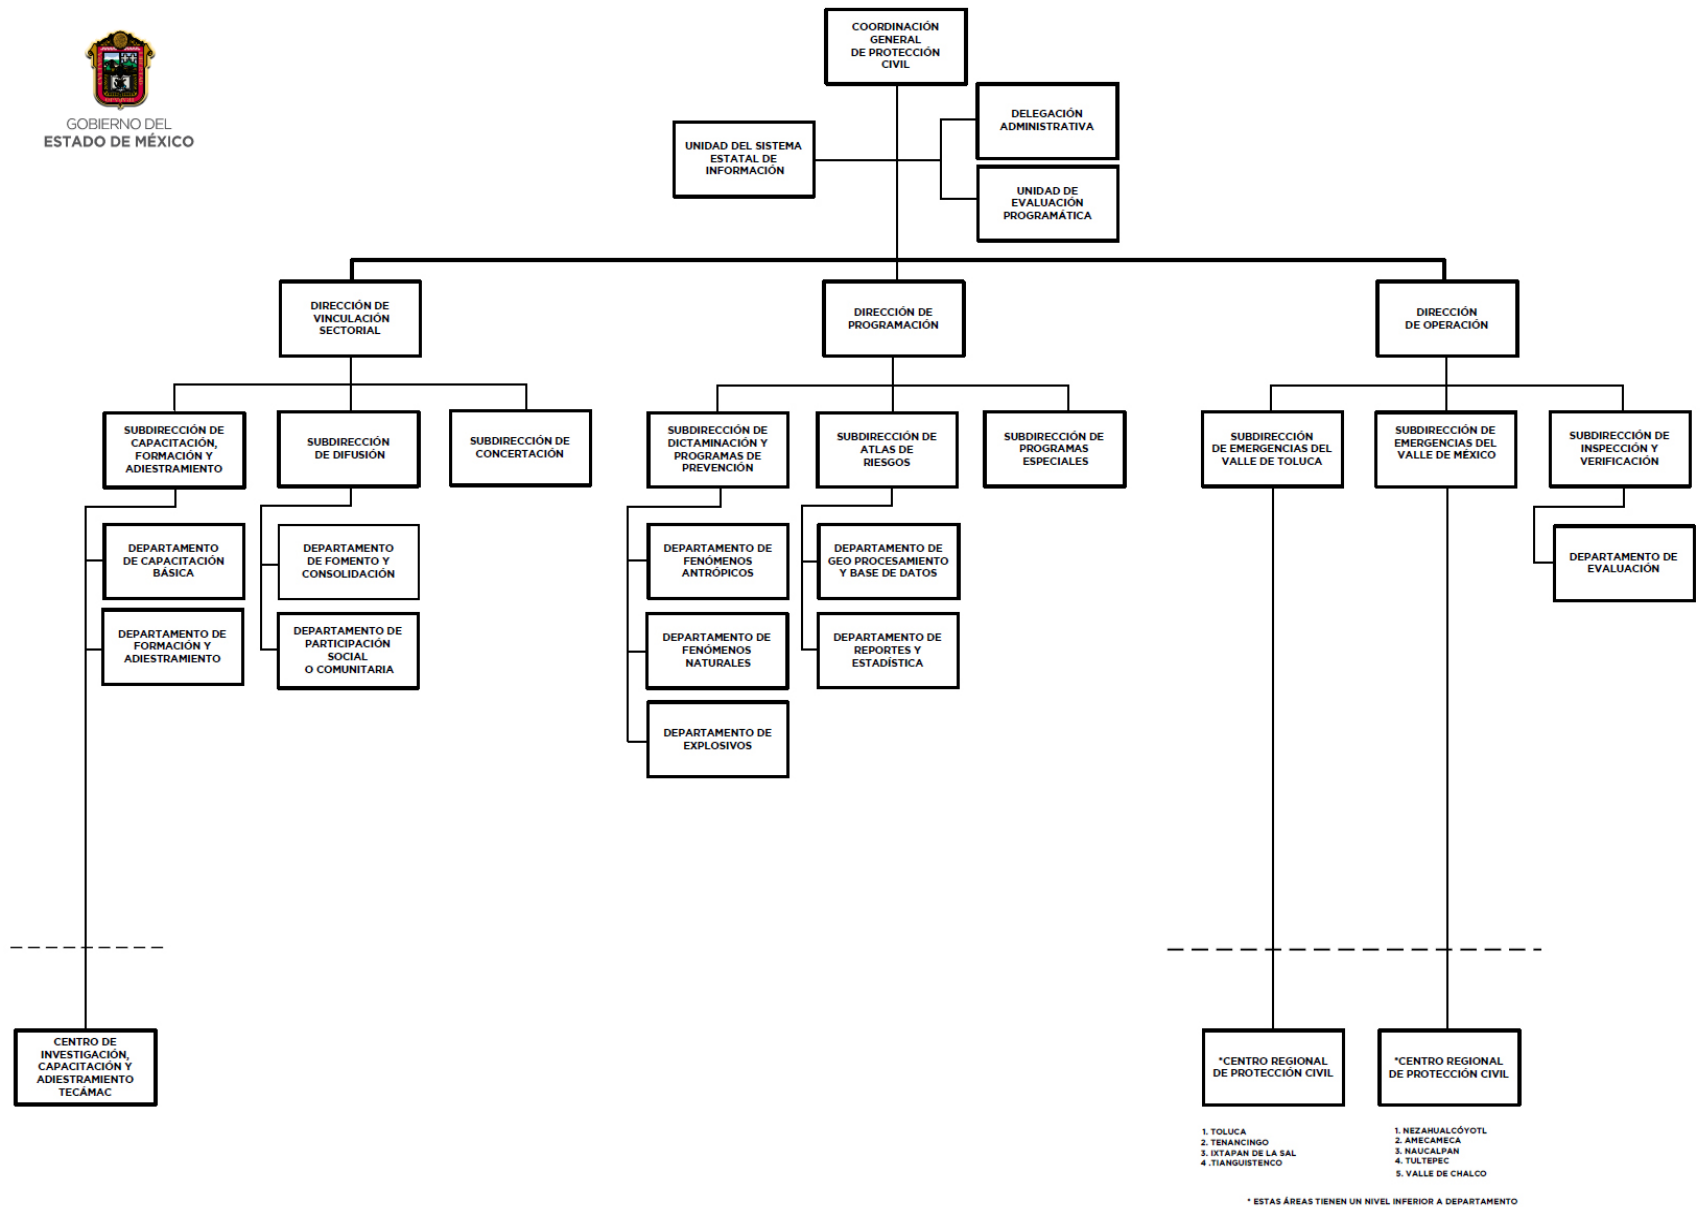 COORDINACIÓN
GENERAL
DE PROTECCIÓN
CIVIL
GOBIERNO DEL
ESTADO DE MÉXICO
DELEGACIÓN
ADMINISTRATIVA
UNIDAD DEL SISTEMA
ESTATAL DE
INFORMACIÓN
UNIDAD DE
EVALUACIÓN
PROGRAMÁTICA
DIRECCIÓN DE
VINCULACIÓN
SECTORIAL
DIRECCIÓN DE
PROGRAMACIÓN
DIRECCIÓN
DE OPERACIÓN
SUBDIRECCIÓN DE
CAPACITACIÓN,
FORMACIÓN Y
ADIESTRAMIENTO
SUBDIRECCIÓN
DE DIFUSIÓN
SUBDIRECCIÓN DE
CONCERTACIÓN
SUBDIRECCIÓN DE
DICTAMINACIÓN Y
PROGRAMAS DE
PREVENCIÓN
SUBDIRECCIÓN DE
ATLAS DE
RIESGOS
SUBDIRECCIÓN DE
PROGRAMAS
ESPECIALES
SUBDIRECCIÓN
DE EMERGENCIAS DEL
VALLE DE TOLUCA
SUBDIRECCIÓN DE
EMERGENCIAS DEL
VALLE DE MÉXICO
SUBDIRECCIÓN DE
INSPECCIÓN Y
VERIFICACIÓN
DEPARTAMENTO
DE CAPACITACIÓN
BÁSICA
DEPARTAMENTO
DE FOMENTO Y
CONSOLIDACIÓN
DEPARTAMENTO DE
FENÓMENOS
ANTRÓPICOS
DEPARTAMENTO DE
GEO PROCESAMIENTO
Y BASE DE DATOS
DEPARTAMENTO DE
EVALUACIÓN
DEPARTAMENTO DE
FORMACIÓN Y
ADIESTRAMIENTO
DEPARTAMENTO DE
PARTICIPACIÓN
SOCIAL
O COMUNITARIA
DEPARTAMENTO DE
FENÓMENOS
NATURALES
DEPARTAMENTO DE
REPORTES Y
ESTADÍSTICA
DEPARTAMENTO DE
EXPLOSIVOS
CENTRO DE
INVESTIGACIÓN,
CAPACITACIÓN Y
ADIESTRAMIENTO
TECÁMAC
*CENTRO REGIONAL
DE PROTECCIÓN CIVIL
*CENTRO REGIONAL
DE PROTECCIÓN CIVIL
1. TOLUCA
2. TENANCINGO
3. IXTAPAN DE LA SAL
4 .TIANGUISTENCO
1. NEZAHUALCÓYOTL
2. AMECAMECA
3. NAUCALPAN
4. TULTEPEC
5. VALLE DE CHALCO
* ESTAS ÁREAS TIENEN UN NIVEL INFERIOR A DEPARTAMENTO